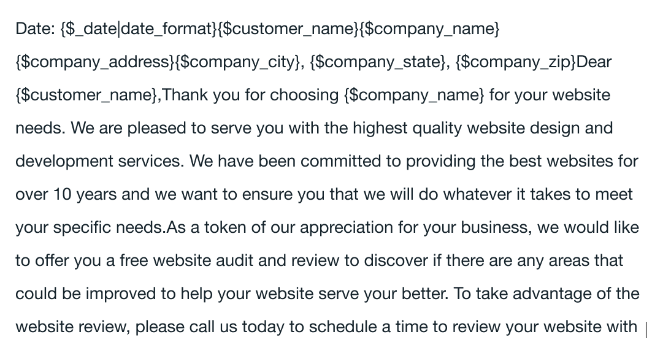 Date: {$_date|date_format}{$customer_name}{$company_name}
{$company_address}{$company_city}, {$company_state}, {$company_zip}Dear
{$customer_name},Thank you for choosing {$company_name} for your website
needs. We are pleased to serve you with the highest quality website design and
development services. We have been committed to providing the best websites for
over 10 years and we want to ensure you that we will do whatever it takes to meet
your specific needs.As a token of our appreciation for your business, we would like
to offer you a free website audit and review to discover if there are any areas that
could be improved to help your website serve your better. To take advantage of the
website review, please call us today to schedule a time to review your website with